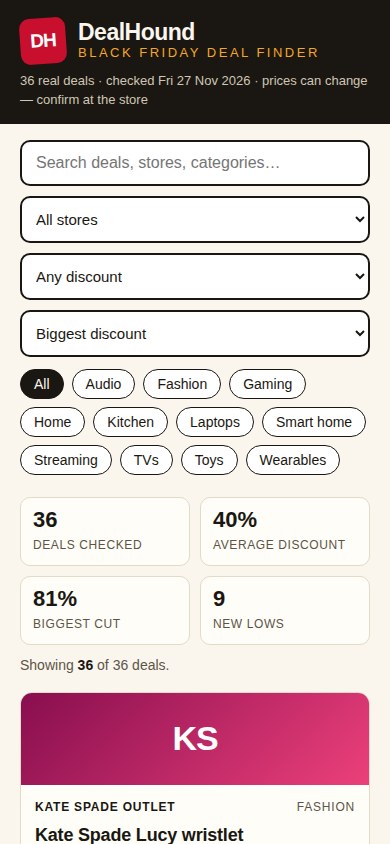 DH
DealHound
BLACK FRIDAY DEAL FINDER
36 real deals · checked Fri 27 Nov 2026 · prices can change
— confirm at the store
Search deals, stores, categories…
All stores
Any discount
Biggest discount
All Audio Fashion Gaming
Home Kitchen Laptops Smart home
Streaming TVs Toys Wearables
36 40%
DEALS CHECKED AVERAGE DISCOUNT
81% 9
BIGGEST CUT NEW LOWS
Showing 36 of 36 deals.
KS
KATE SPADE OUTLET FASHION
Kate Spade Lucy wristlet